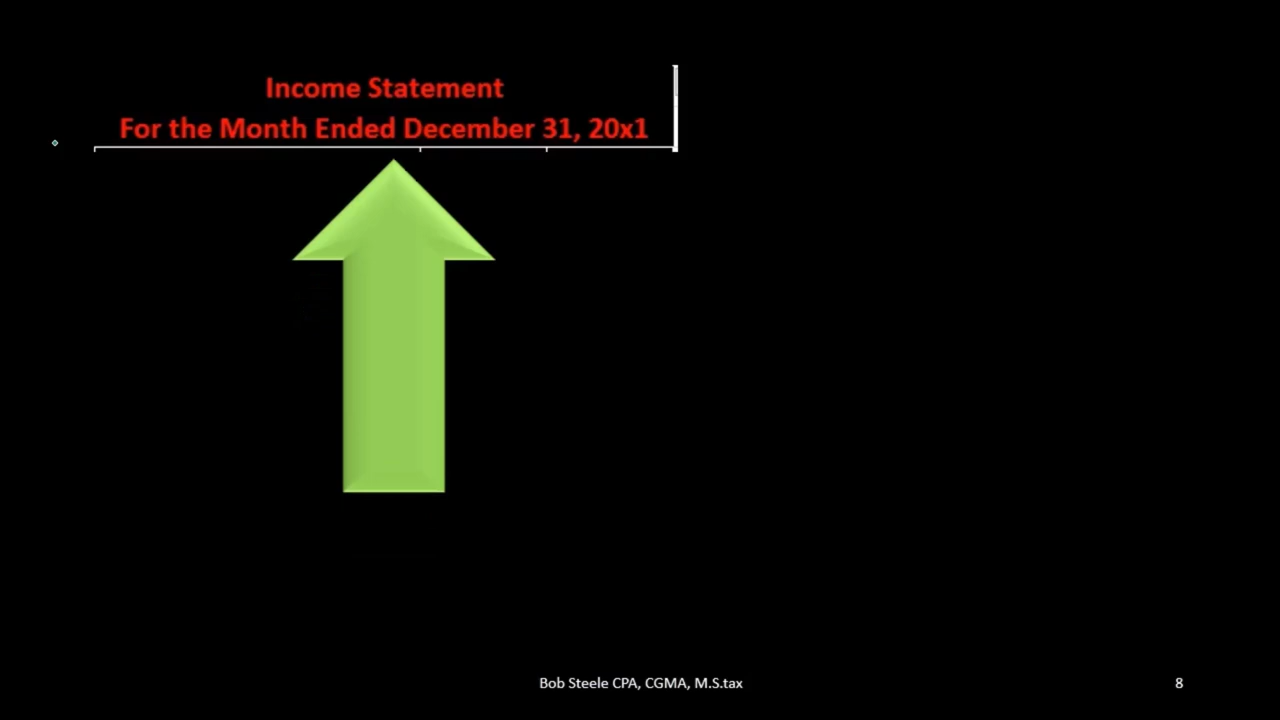 Income Statement
For the Month Ended December 31, 20x1
Bob Steele CPA, CGMA, M.S.tax
8